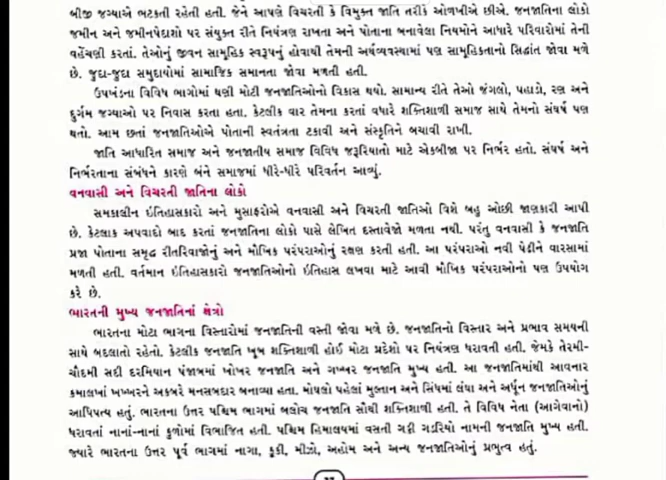 બીજી જગ્યાએ ભટકતી રહેતી હતી. જેને આપણે વિચરતી કે વિમુક્ત જાતિ તરીકે ઓળખીએ છીએ. જનજાતિના લોકો
જમીન અને જમીનપેદાશો પર સંયુક્ત રીતે નિયંત્રણ રાખતા અને પોતાના બનાવેલા નિયમોને આધારે પરિવારોમાં તેની
વહેંચણી કરતાં. તેઓનું જીવન સામૂહિક સ્વરૂપનું હોવાથી તેમની અર્થવ્યવસ્થામાં પણ સામૂહિકતાનો સિદ્ધાંત જોવા મળે
છે. જુદા-જુદા સમુદાયોમાં સામાજિક સમાનતા જોવા મળતી હતી.
ઉપખંડના વિવિધ ભાગોમાં ઘણી મોટી જનજાતિઓનો વિકાસ થયો. સામાન્ય રીતે તેઓ જંગલો, પહાડો, રણ અને
દુર્ગમ જગ્યાઓ પર નિવાસ કરતા હતા. કેટલીક વાર તેમના કરતાં વધારે શક્તિશાળી સમાજ સાથે તેમનો સંઘર્ષ પણ
થતો. આમ છતાં જનજાતિઓએ પોતાની સ્વતંત્રતા ટકાવી અને સંસ્કૃતિને બચાવી રાખી.
જાતિ આધારિત સમાજ અને જનજાતીય સમાજ વિવિધ જરૂરિયાતો માટે એકબીજા પર નિર્ભર હતો. સંઘર્ષ અને
નિર્ભરતાના સંબંધને કારણે બંને સમાજમાં ધીરે-ધીરે પરિવર્તન આવ્યું.
વનવાસી અને વિચરતી જાતિના લોકો
સમકાલીન ઇતિહાસકારો અને મુસાફરોએ વનવાસી અને વિચરતી જાતિઓ વિશે બહુ ઓછી જાણકારી આપી
છે. કેટલાક અપવાદો બાદ કરતાં જનજાતિના લોકો પાસે લેખિત દસ્તાવેજો મળતા નથી. પરંતુ વનવાસી કે જનજાતિ
પ્રજા પોતાના સમૃદ્ધ રીતરિવાજોનું અને મૌખિક પરંપરાઓનું રક્ષણ કરતી હતી. આ પરંપરાઓ નવી પેઢીને વારસામાં
મળતી હતી. વર્તમાન ઇતિહાસકારો જનજાતિઓનો ઇતિહાસ લખવા માટે આવી મૌખિક પરંપરાઓનો પણ ઉપયોગ
કરે છે.
ભારતની મુખ્ય જનજાતિનાં ક્ષેત્રો
ભારતના મોટા ભાગના વિસ્તારોમાં જનજાતિની વસ્તી જોવા મળે છે. જનજાતિનો વિસ્તાર અને પ્રભાવ સમયની
સાથે બદલાતો રહેતો. કેટલીક જનજાતિ ખૂબ શક્તિશાળી હોઈ મોટા પ્રદેશો પર નિયંત્રણ ધરાવતી હતી. જેમકે તેરમી-
ચૌદમી સદી દરમિયાન પંજાબમાં ખોખર જનજાતિ અને ગખ્ખર જનજાતિ મુખ્ય હતી. આ જનજાતિમાંથી આવનાર
કમાલખાં ખખ્ખરને અકબરે મનસબદાર બનાવ્યા હતા. મોઘલો પહેલાં મુલ્તાન અને સિંધમાં લંઘા અને અર્ઘૂન જનજાતિઓનું
આધિપત્ય હતું. ભારતના ઉત્તર પશ્ચિમ ભાગમાં બલોચ જનજાતિ સૌથી શક્તિશાળી હતી. તે વિવિધ નેતા (આગેવાનો)
ધરાવતાં નાનાં-નાનાં કુળોમાં વિભાજિત હતી. પશ્ચિમ હિમાલયમાં વસતી ગદ્દી ગડરિયો નામની જનજાતિ મુખ્ય હતી.
જ્યારે ભારતના ઉત્તર પૂર્વ ભાગમાં નાગા, કૂકી, મીઝો, અહોમ અને અન્ય જનજાતિઓનું પ્રભુત્વ હતું.